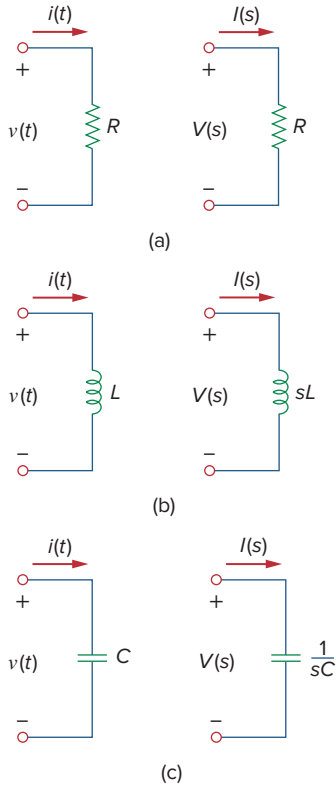 i(t) I(s)
+ +
v(t) R V(s) R
− −
(a)
i(t) I(s)
+ +
v(t) L V(s) sL
− −
(b)
i(t) I(s)
+ +
v(t) C V(s) 1/sC
− −
(c)